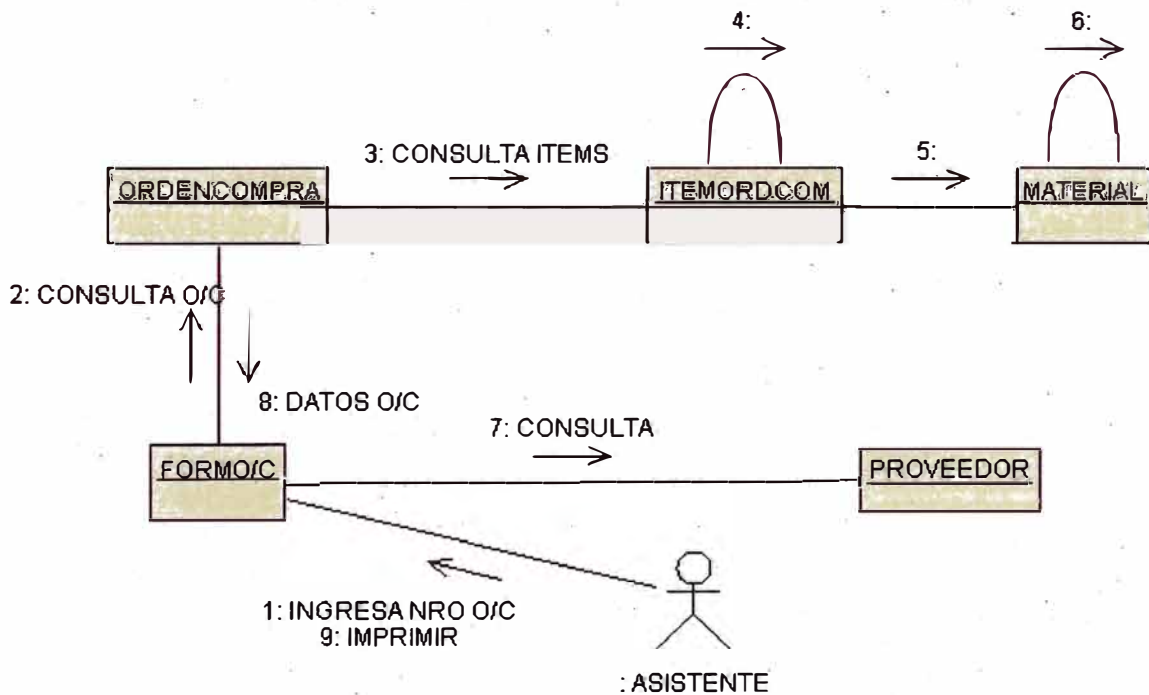 4:
6:
3: CONSULTA ITEMS
5:
ORDENCOMPRA
ITEMORDCOM
MATERIAL
2: CONSULTA O/C
8: DATOS O/C
7: CONSULTA
FORMO/C
PROVEEDOR
1: INGRESA NRO O/C
9: IMPRIMIR
: ASISTENTE